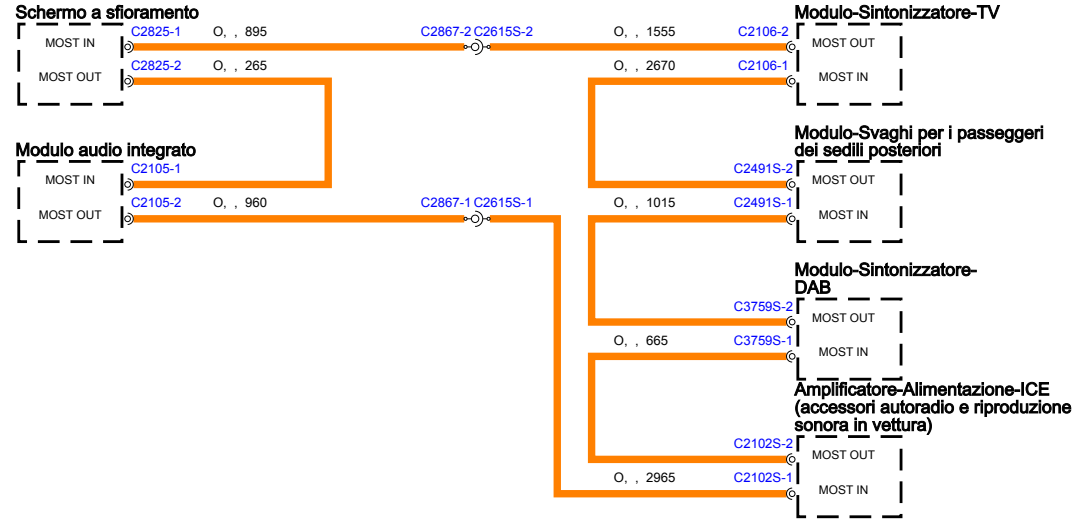 Schermo a sfioramento
MOST IN
C2825-1
O, , 895
C2867-2 C2615S-2
O, , 1555
C2106-2
Modulo-Sintonizzatore-TV
MOST OUT
MOST OUT
C2825-2
O, , 265
O, , 2670
C2106-1
MOST IN
Modulo audio integrato
MOST IN
C2105-1
Modulo-Svaghi per i passeggeri
dei sedili posteriori
C2491S-2
MOST OUT
MOST OUT
C2105-2
O, , 960
C2867-1 C2615S-1
O, , 1015
C2491S-1
MOST IN
Modulo-Sintonizzatore-
DAB
C3759S-2
MOST OUT
O, , 665
C3759S-1
MOST IN
Amplificatore-Alimentazione-ICE
(accessori autoradio e riproduzione
sonora in vettura)
C2102S-2
MOST OUT
O, , 2965
C2102S-1
MOST IN